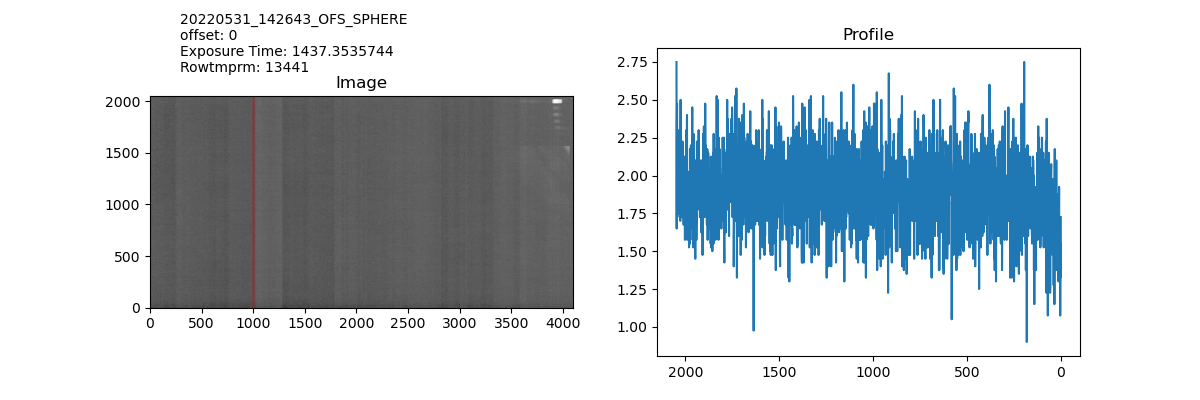 20220531_142643_OFS_SPHERE
offset: 0
Exposure Time: 1437.3535744
Rowtmprm: 13441
Image
2000
1500
1000
500
0
0 500 1000 1500 2000 2500 3000 3500 4000
Profile
2.75
2.50
2.25
2.00
1.75
1.50
1.25
1.00
2000 1500 1000 500 0